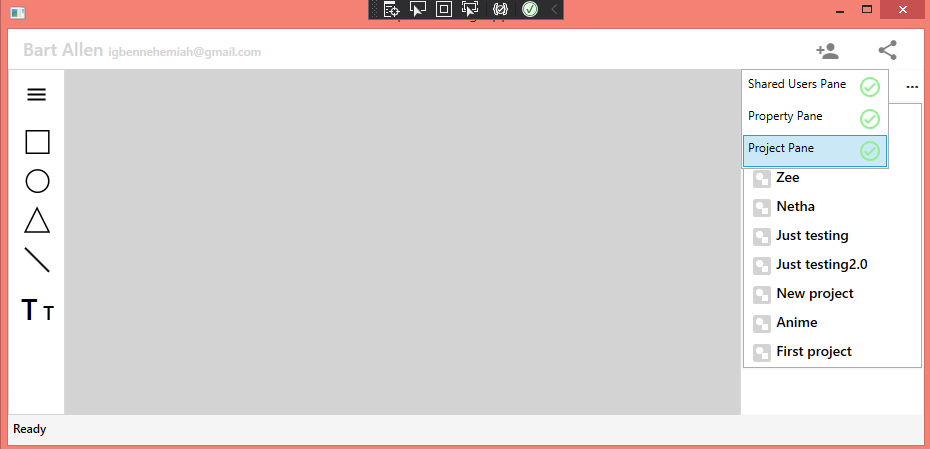 Bart Allen igbennehemiah@gmail.com
Shared Users Pane
Property Pane
Project Pane
Zee
Netha
Just testing
Just testing2.0
New project
Anime
First project
T T
Ready